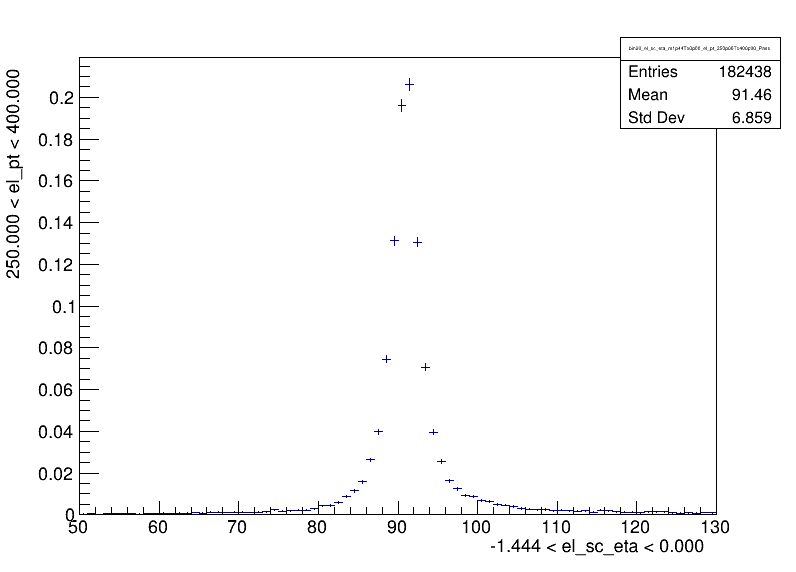 bin20_el_sc_eta_m1p44To0p00_el_pt_250p00To400p00_Pass
Entries 182438
Mean 91.46
Std Dev 6.859
250.000 < el_pt < 400.000
0.2
0.18
0.16
0.14
0.12
0.1
0.08
0.06
0.04
0.02
0
50 60 70 80 90 100 110 120 130
-1.444 < el_sc_eta < 0.000